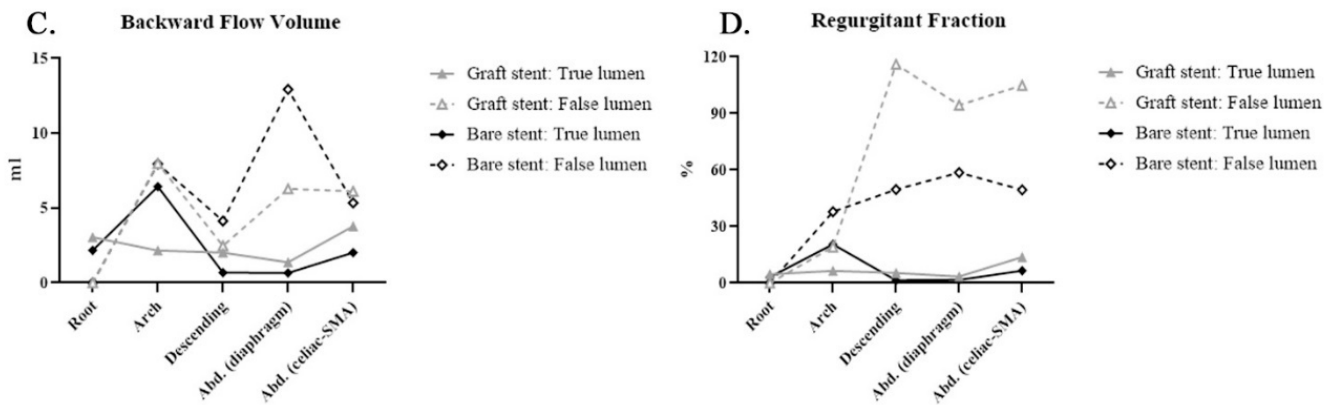 C. Backward Flow Volume
15
10
5
0
ml
Root
Arch
Descending
Abd. (diaphragm)
Abd. (celiac-SMA)
Graft stent: True lumen
Graft stent: False lumen
Bare stent: True lumen
Bare stent: False lumen
D. Regurgitant Fraction
120
90
60
30
0
%
Root
Arch
Descending
Abd. (diaphragm)
Abd. (celiac-SMA)
Graft stent: True lumen
Graft stent: False lumen
Bare stent: True lumen
Bare stent: False lumen